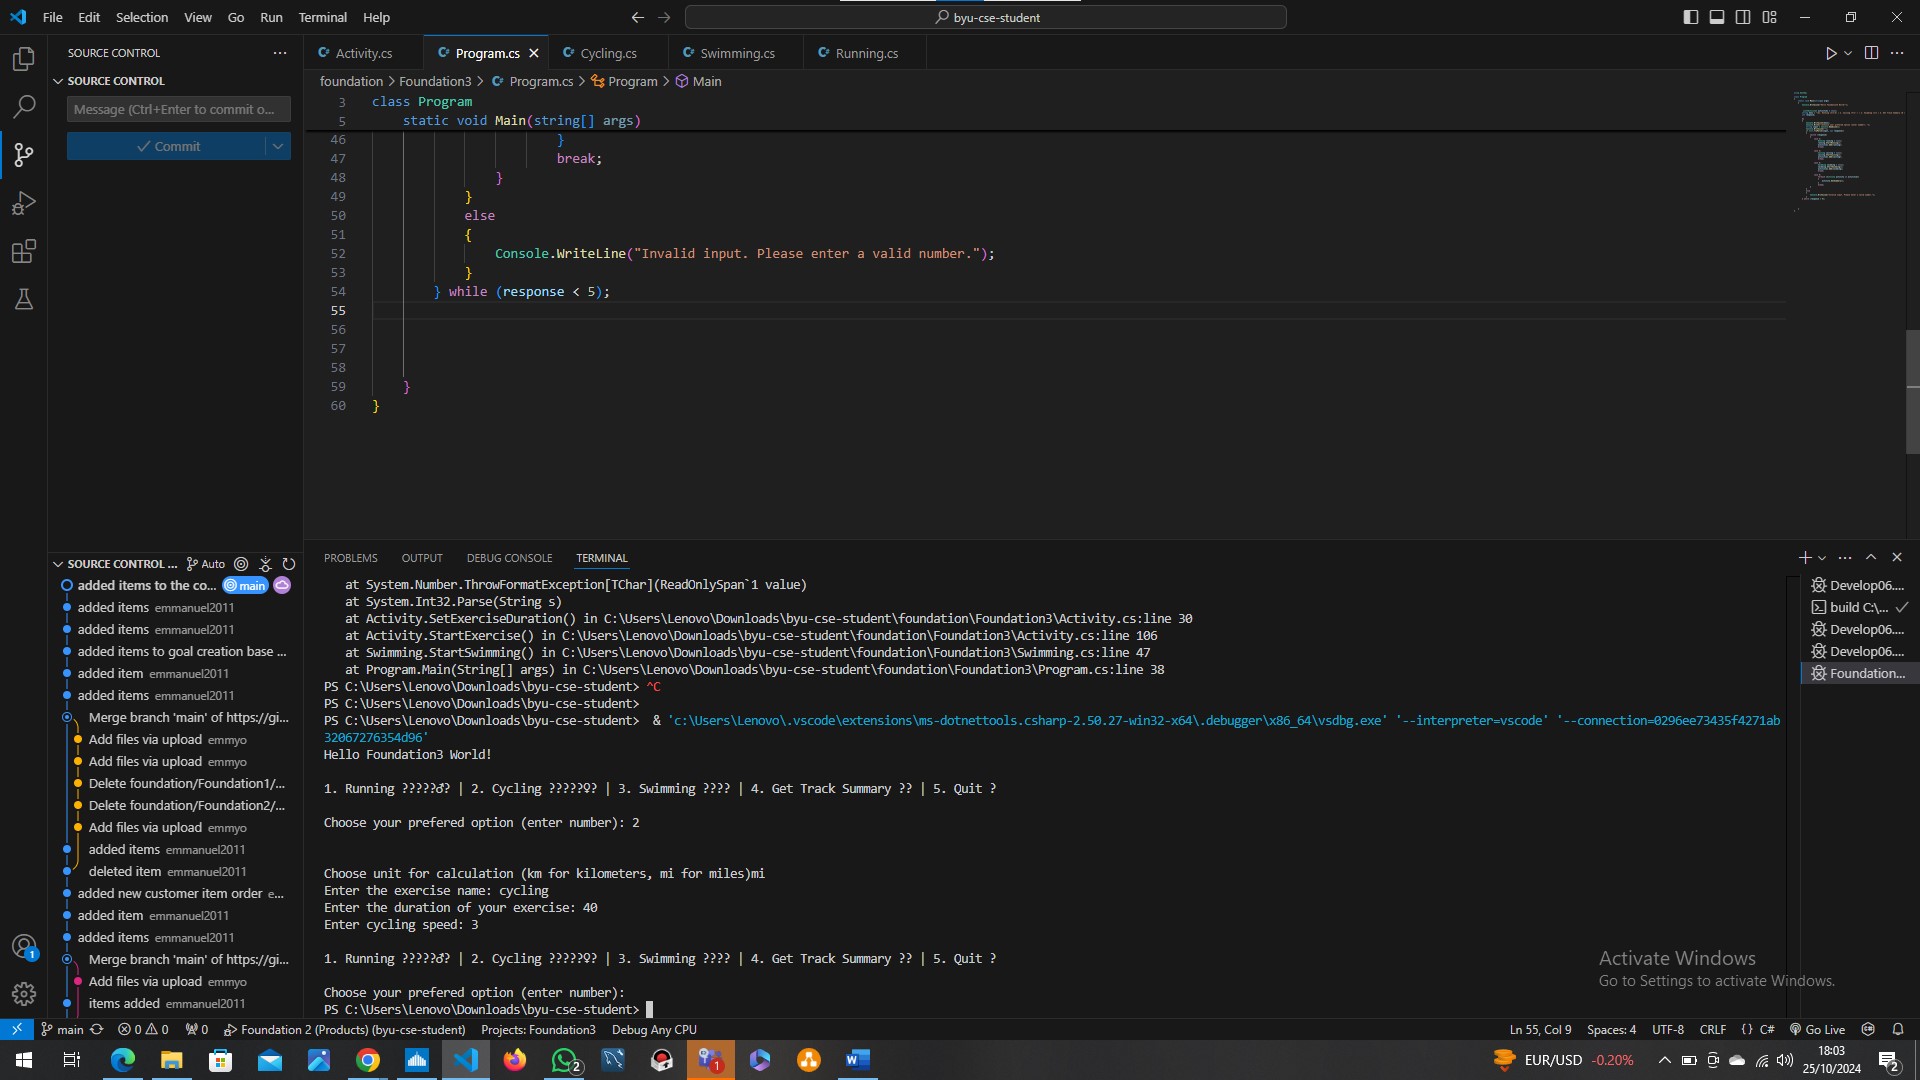 File Edit Selection View Go Run Terminal Help
byu-cse-student
SOURCE CONTROL
SOURCE CONTROL
Message (Ctrl+Enter to commit o...
Commit
Activity.cs Program.cs Cycling.cs Swimming.cs Running.cs
foundation > Foundation3 > Program.cs > Program > Main
3 class Program
5 static void Main(string[] args)
46 }
47 break;
48 }
49 }
50 else
51 {
52 Console.WriteLine("Invalid input. Please enter a valid number.");
53 }
54 } while (response < 5);
55
56
57
58
59 }
60 }
SOURCE CONTROL ... Auto
added items to the co... main
added items emmanuel2011
added items emmanuel2011
added items to goal creation base ...
added item emmanuel2011
added items emmanuel2011
Merge branch 'main' of https://gi...
Add files via upload emmyo
Add files via upload emmyo
Delete foundation/Foundation1/...
Delete foundation/Foundation2/...
Add files via upload emmyo
added items emmanuel2011
deleted item emmanuel2011
added new customer item order e...
added item emmanuel2011
added items emmanuel2011
Merge branch 'main' of https://gi...
Add files via upload emmyo
items added emmanuel2011
PROBLEMS OUTPUT DEBUG CONSOLE TERMINAL
at System.Number.ThrowFormatException[TChar](ReadOnlySpan`1 value)
at System.Int32.Parse(String s)
at Activity.SetExerciseDuration() in C:\Users\Lenovo\Downloads\byu-cse-student\foundation\Foundation3\Activity.cs:line 30
at Activity.StartExercise() in C:\Users\Lenovo\Downloads\byu-cse-student\foundation\Foundation3\Activity.cs:line 106
at Swimming.StartSwimming() in C:\Users\Lenovo\Downloads\byu-cse-student\foundation\Foundation3\Swimming.cs:line 47
at Program.Main(String[] args) in C:\Users\Lenovo\Downloads\byu-cse-student\foundation\Foundation3\Program.cs:line 38
PS C:\Users\Lenovo\Downloads\byu-cse-student> ^C
PS C:\Users\Lenovo\Downloads\byu-cse-student>
PS C:\Users\Lenovo\Downloads\byu-cse-student> & 'c:\Users\Lenovo\.vscode\extensions\ms-dotnettools.csharp-2.50.27-win32-x64\.debugger\x86_64\vsdbg.exe' '--interpreter=vscode' '--connection=0296ee73435f4271ab
32067276354d96'
Hello Foundation3 World!
1. Running ?????♂? | 2. Cycling ?????♀? | 3. Swimming ???? | 4. Get Track Summary ?? | 5. Quit ?
Choose your prefered option (enter number): 2
Choose unit for calculation (km for kilometers, mi for miles)mi
Enter the exercise name: cycling
Enter the duration of your exercise: 40
Enter cycling speed: 3
1. Running ?????♂? | 2. Cycling ?????♀? | 3. Swimming ???? | 4. Get Track Summary ?? | 5. Quit ?
Choose your prefered option (enter number):
PS C:\Users\Lenovo\Downloads\byu-cse-student>
Develop06....
build C:\...
Develop06....
Develop06....
Foundation...
Activate Windows
Go to Settings to activate Windows.
main 0 0 0 Foundation 2 (Products) (byu-cse-student) Projects: Foundation3 Debug Any CPU
Ln 55, Col 9 Spaces: 4 UTF-8 CRLF {} C# Go Live
EUR/USD -0.20%
18:03
25/10/2024